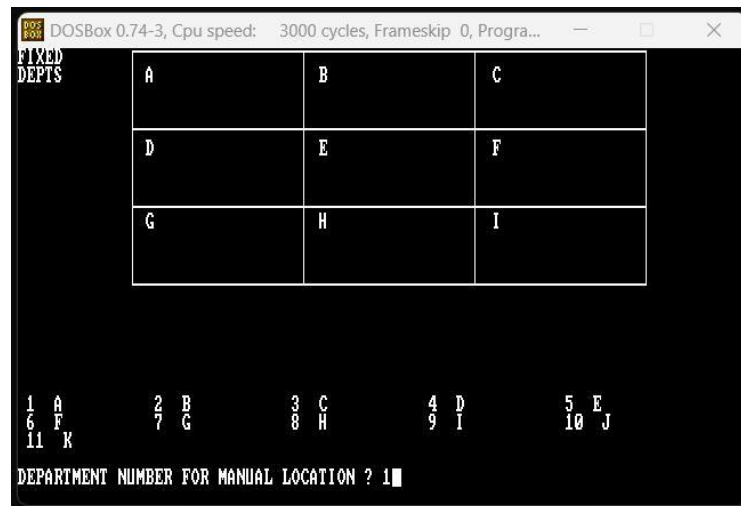 DOSBox 0.74-3, Cpu speed: 3000 cycles, Frameskip 0, Progra...
FIXED
DEPTS
A B C
D E F
G H I
1 A 2 B 3 C 4 D 5 E
6 F 7 G 8 H 9 I 10 J
11 K
DEPARTMENT NUMBER FOR MANUAL LOCATION ? 1